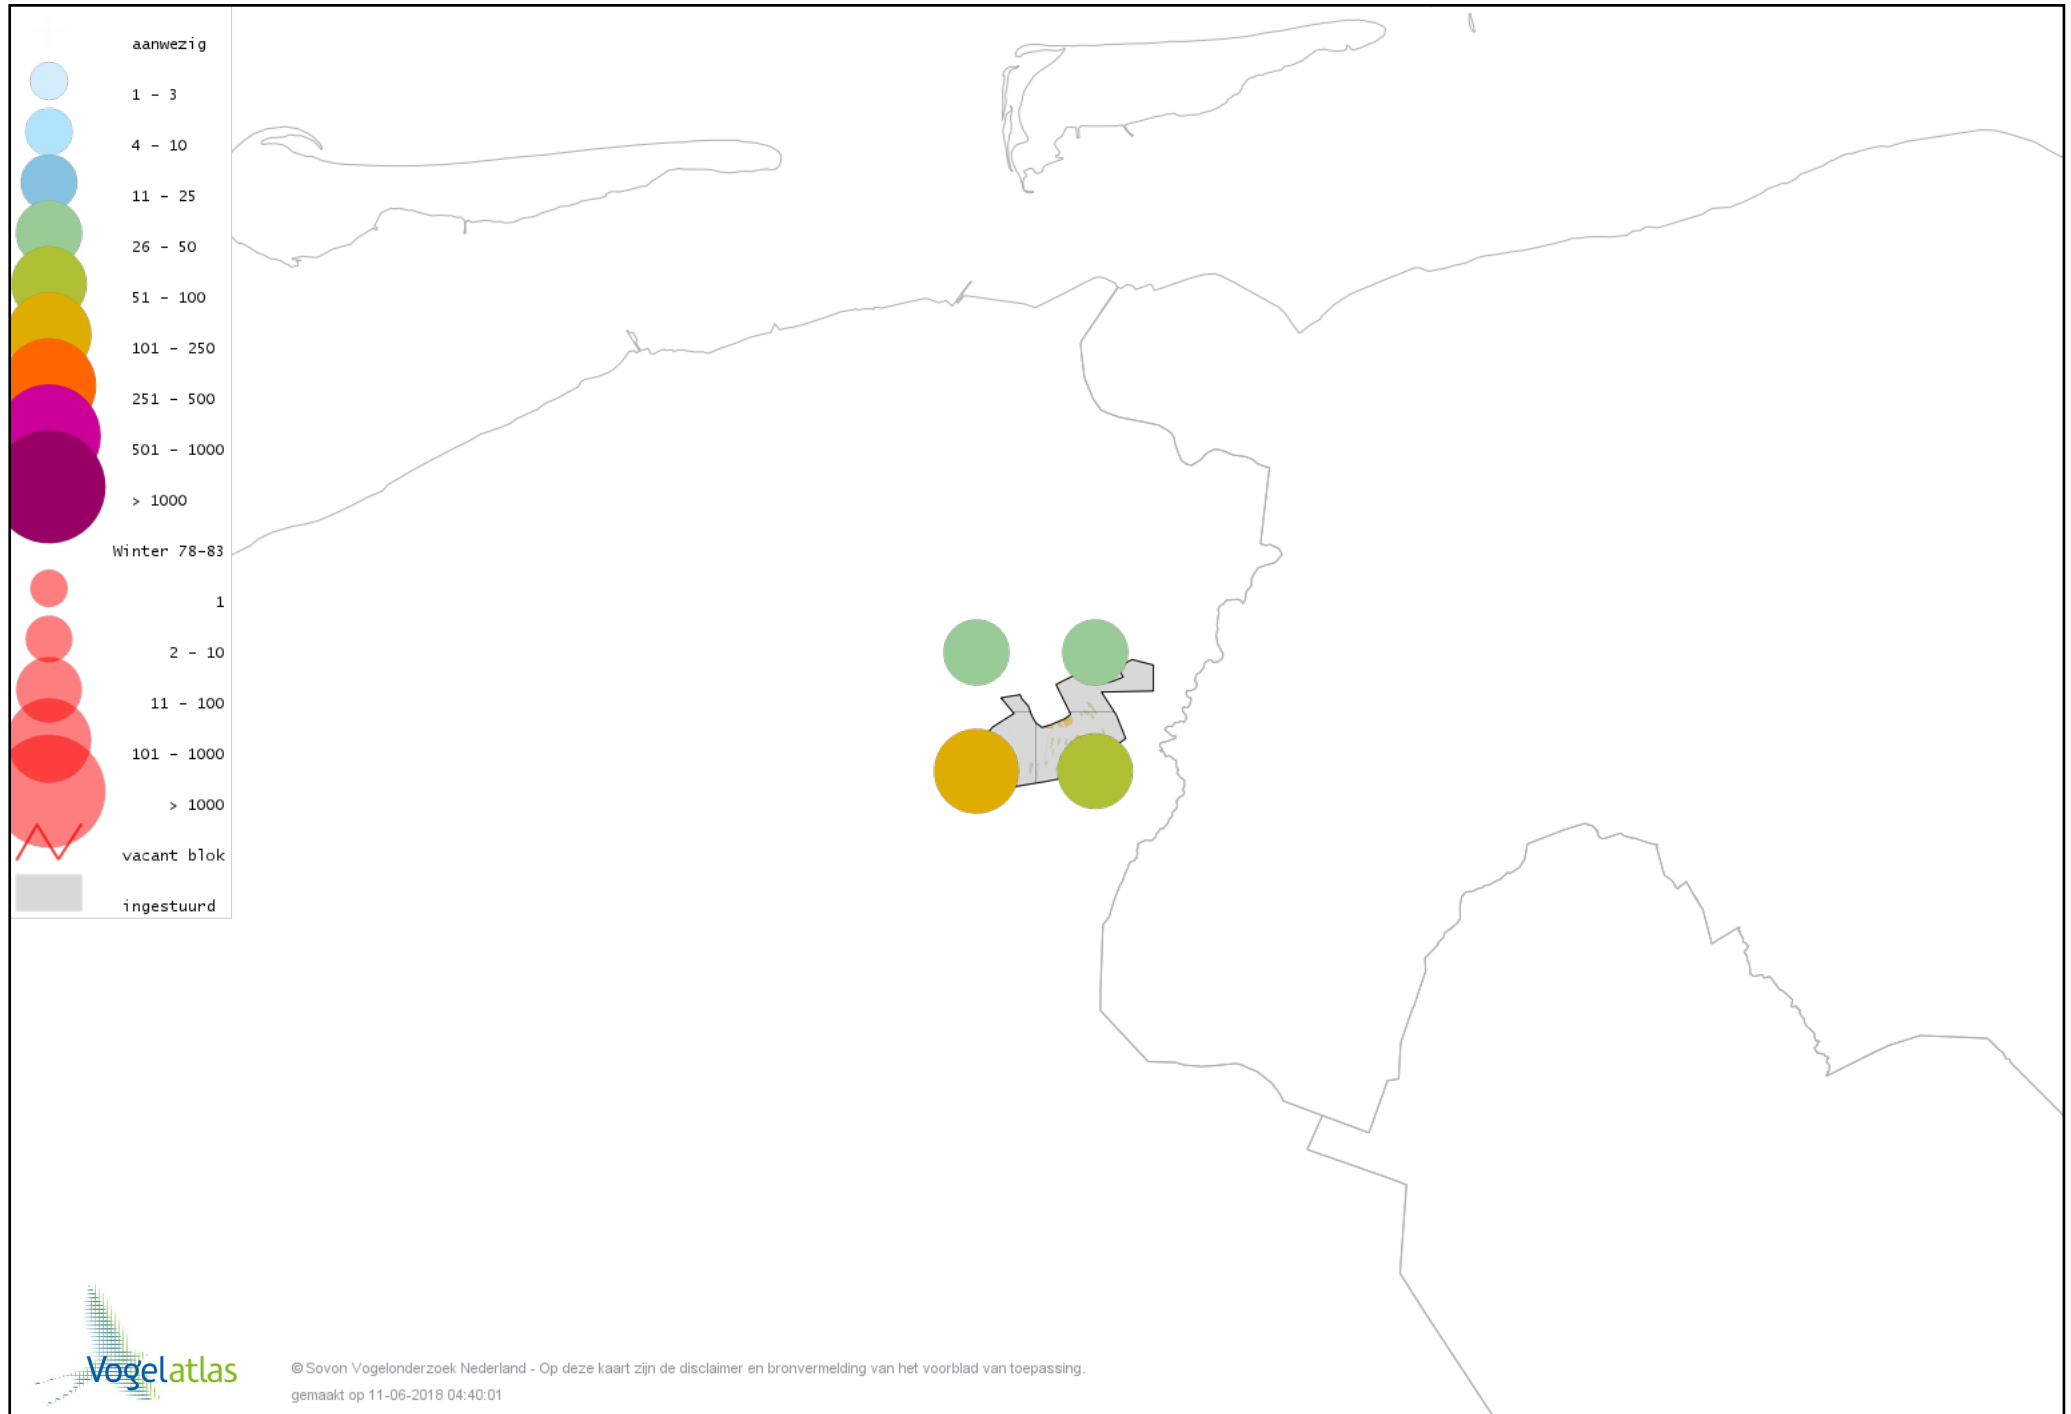 aanwezig
1 - 3
4 - 10
11 - 25
26 - 50
51 - 100
101 - 250
251 - 500
501 - 1000
> 1000
Winter 78-83
1
2 - 10
11 - 100
101 - 1000
> 1000
vacant blok
ingestuurd
Vogelatlas
© Sovon Vogelonderzoek Nederland - Op deze kaart zijn de disclaimer en bronvermelding van het voorblad van toepassing.
gemaakt op 11-06-2018 04:40:01